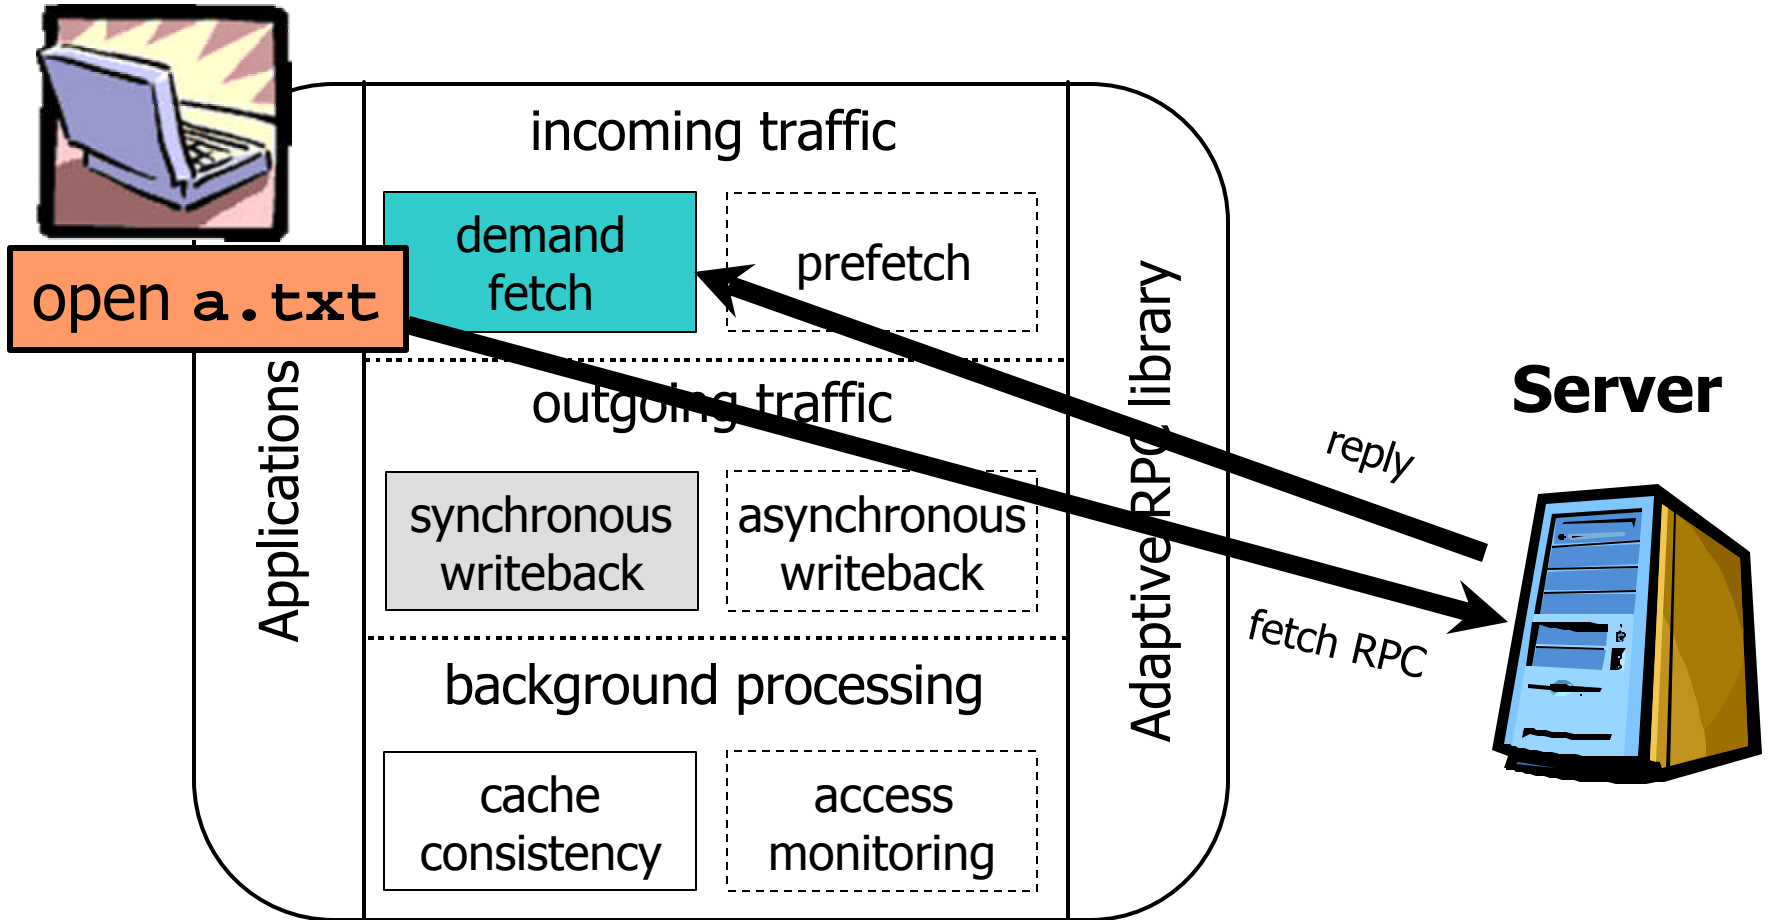 incoming traffic
demand
fetch
prefetch
open a.txt
outgoing traffic
synchronous
writeback
asynchronous
writeback
background processing
cache
consistency
access
monitoring
Applications
Adaptive RPC library
Server
reply
fetch RPC